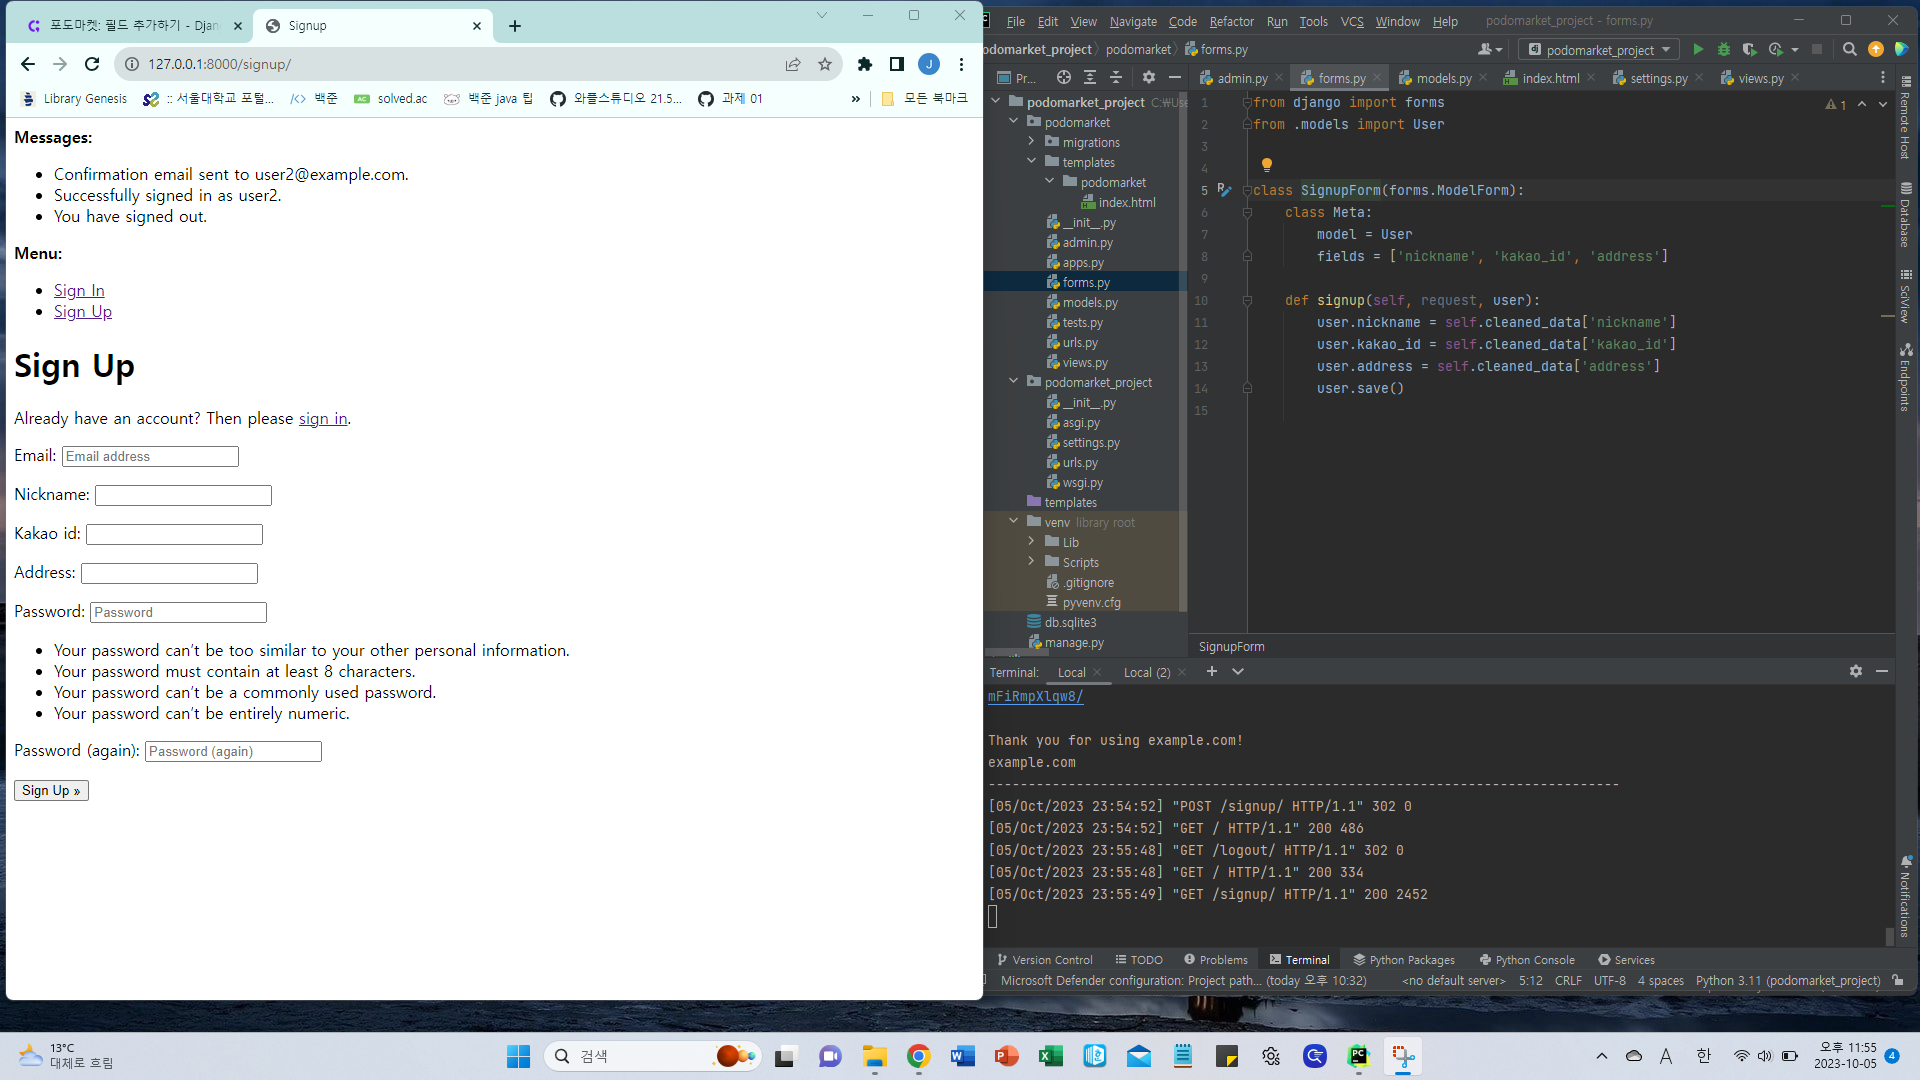 포도마켓: 필드 추가하기 - Djan
Signup
127.0.0.1:8000/signup/
J
Library Genesis
:: 서울대학교 포털...
</> 백준
AC solved.ac
백준 java 팁
와플스튜디오 21.5...
과제 01
»
모든 북마크
Messages:
Confirmation email sent to user2@example.com.
Successfully signed in as user2.
You have signed out.
Menu:
Sign In
Sign Up
Sign Up
Already have an account? Then please sign in.
Email: Email address
Nickname:
Kakao id:
Address:
Password: Password
Your password can't be too similar to your other personal information.
Your password must contain at least 8 characters.
Your password can't be a commonly used password.
Your password can't be entirely numeric.
Password (again): Password (again)
Sign Up »
File Edit View Navigate Code Refactor Run Tools VCS Window Help podomarket_project - forms.py
odomarket_project podomarket forms.py
podomarket_project
Pr...
admin.py forms.py models.py index.html settings.py views.py
podomarket_project C:₩Use
podomarket
migrations
templates
podomarket
index.html
__init__.py
admin.py
apps.py
forms.py
models.py
tests.py
urls.py
views.py
podomarket_project
__init__.py
asgi.py
settings.py
urls.py
wsgi.py
templates
venv library root
Lib
Scripts
.gitignore
pyvenv.cfg
db.sqlite3
manage.py
1 from django import forms
2 from .models import User
3
4
5 class SignupForm(forms.ModelForm):
6 class Meta:
7 model = User
8 fields = ['nickname', 'kakao_id', 'address']
9
10 def signup(self, request, user):
11 user.nickname = self.cleaned_data['nickname']
12 user.kakao_id = self.cleaned_data['kakao_id']
13 user.address = self.cleaned_data['address']
14 user.save()
15
1
SignupForm
Remote Host
Database
SciView
Endpoints
Notifications
Terminal: Local Local (2)
mFiRmpXlqw8/
Thank you for using example.com!
example.com
-------------------------------------------------------------------------------
[05/Oct/2023 23:54:52] "POST /signup/ HTTP/1.1" 302 0
[05/Oct/2023 23:54:52] "GET / HTTP/1.1" 200 486
[05/Oct/2023 23:55:48] "GET /logout/ HTTP/1.1" 302 0
[05/Oct/2023 23:55:48] "GET / HTTP/1.1" 200 334
[05/Oct/2023 23:55:49] "GET /signup/ HTTP/1.1" 200 2452
Version Control TODO Problems Terminal Python Packages Python Console Services
Microsoft Defender configuration: Project path... (today 오후 10:32) <no default server> 5:12 CRLF UTF-8 4 spaces Python 3.11 (podomarket_project)
13°C
대체로 흐림
검색
A 한
오후 11:55
2023-10-05
4